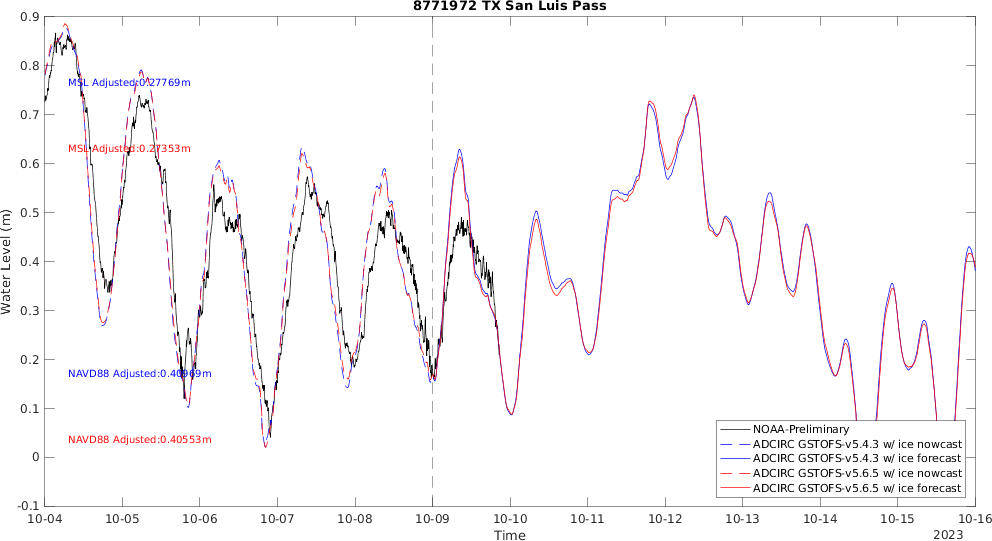 8771972 TX San Luis Pass
Water Level (m)
0.9
0.8
0.7
0.6
0.5
0.4
0.3
0.2
0.1
0
-0.1
MSL Adjusted:0.27769m
MSL Adjusted:0.27353m
NAVD88 Adjusted:0.40969m
NAVD88 Adjusted:0.40553m
NOAA-Preliminary
ADCIRC GSTOFS-v5.4.3 w/ ice nowcast
ADCIRC GSTOFS-v5.4.3 w/ ice forecast
ADCIRC GSTOFS-v5.6.5 w/ ice nowcast
ADCIRC GSTOFS-v5.6.5 w/ ice forecast
10-04 10-05 10-06 10-07 10-08 10-09 10-10 10-11 10-12 10-13 10-14 10-15 10-16
Time
2023